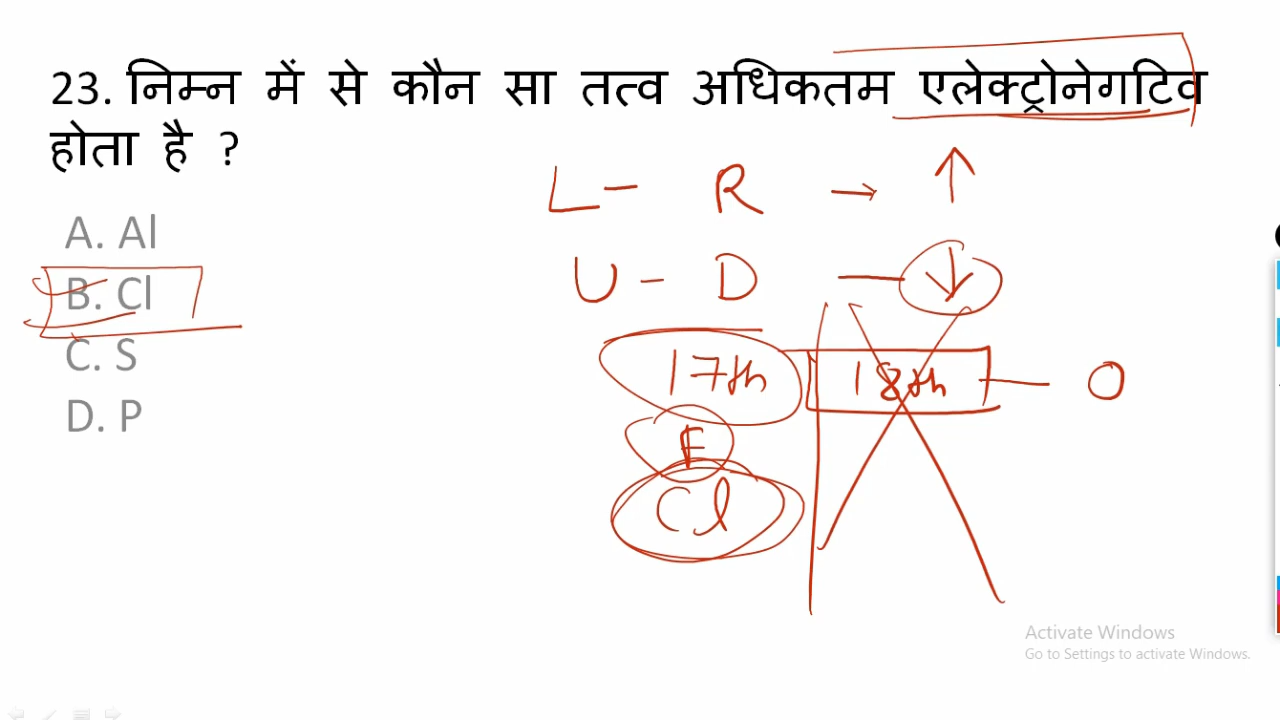 23. निम्न में से कौन सा तत्व अधिकतम एलेक्ट्रोनेगटिव
होता है ?
L - R → ↑
A. Al
U - D — ↓
B. Cl
17th 18th — 0
C. S
D. P
F
Cl
Activate Windows
Go to Settings to activate Windows.